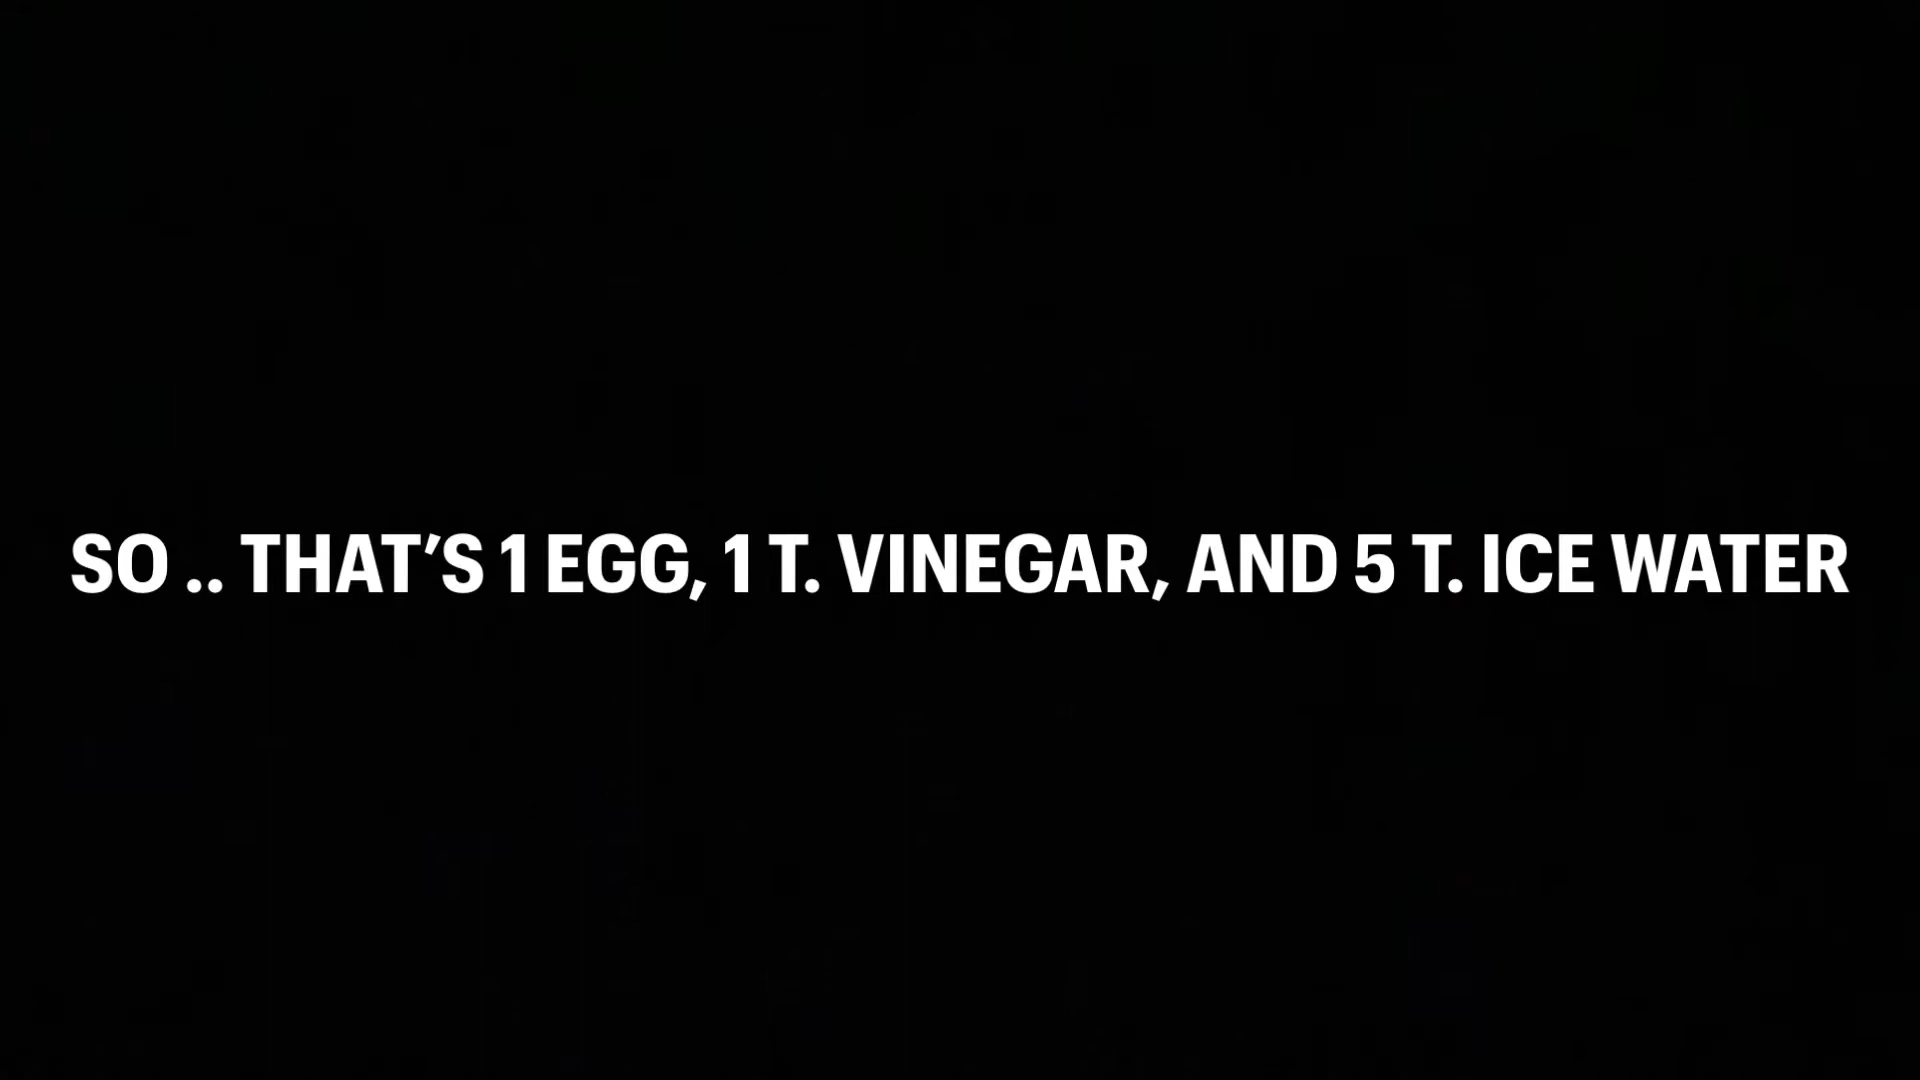 SO .. THAT’S 1 EGG, 1 T. VINEGAR, AND 5 T. ICE WATER